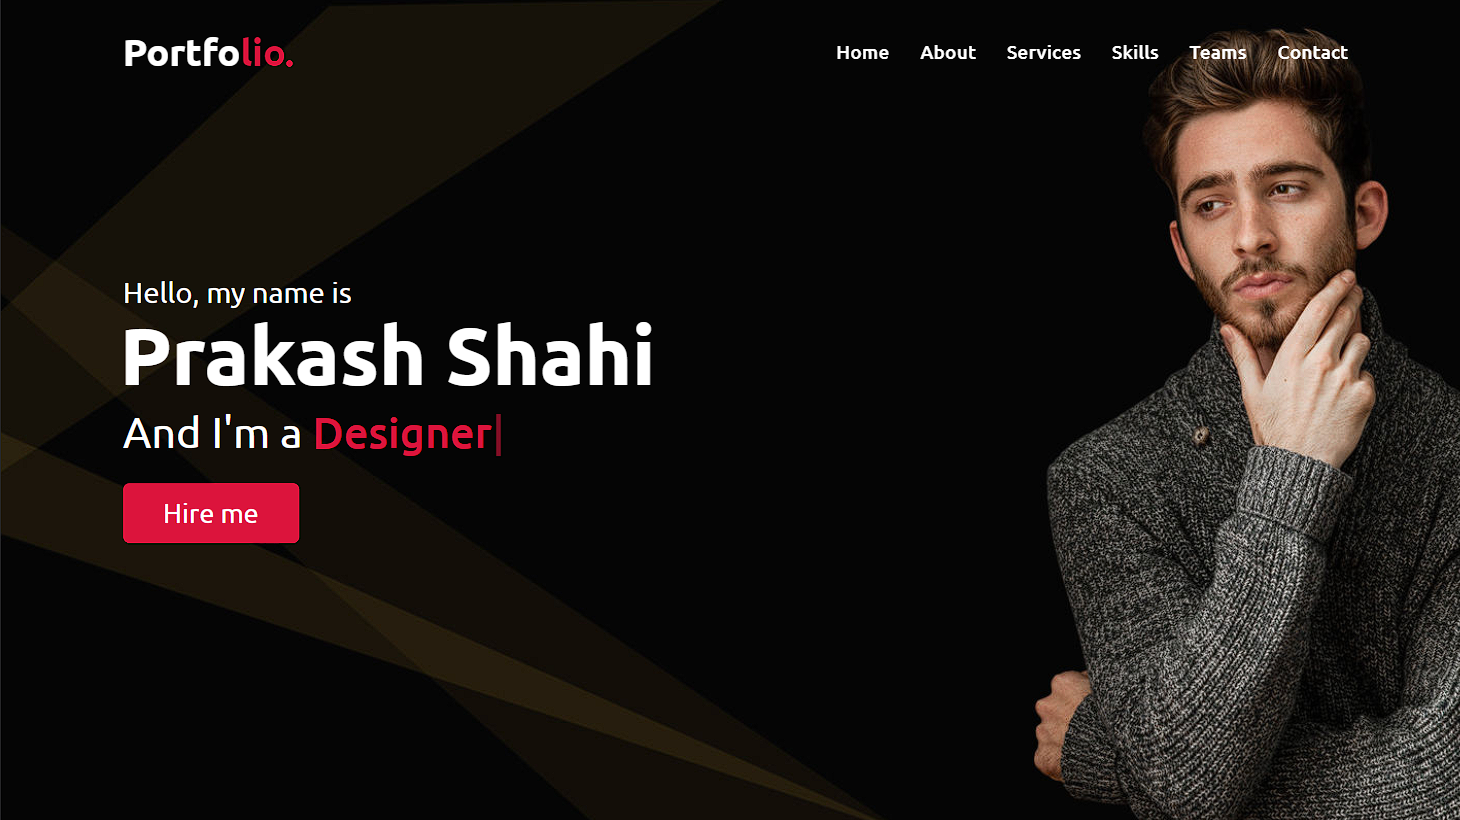 Portfolio.
Home About Services Skills Teams Contact
Hello, my name is
Prakash Shahi
And I'm a Designer|
Hire me